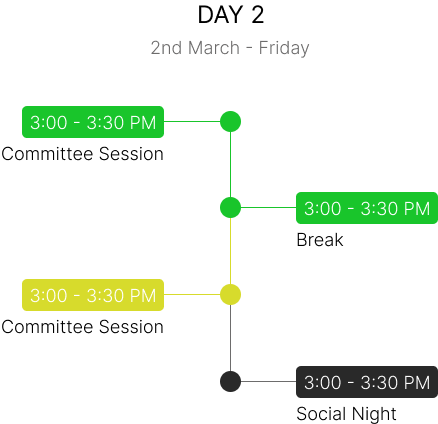 DAY 2
2nd March - Friday
3:00 - 3:30 PM
Committee Session
3:00 - 3:30 PM
Break
3:00 - 3:30 PM
Committee Session
3:00 - 3:30 PM
Social Night